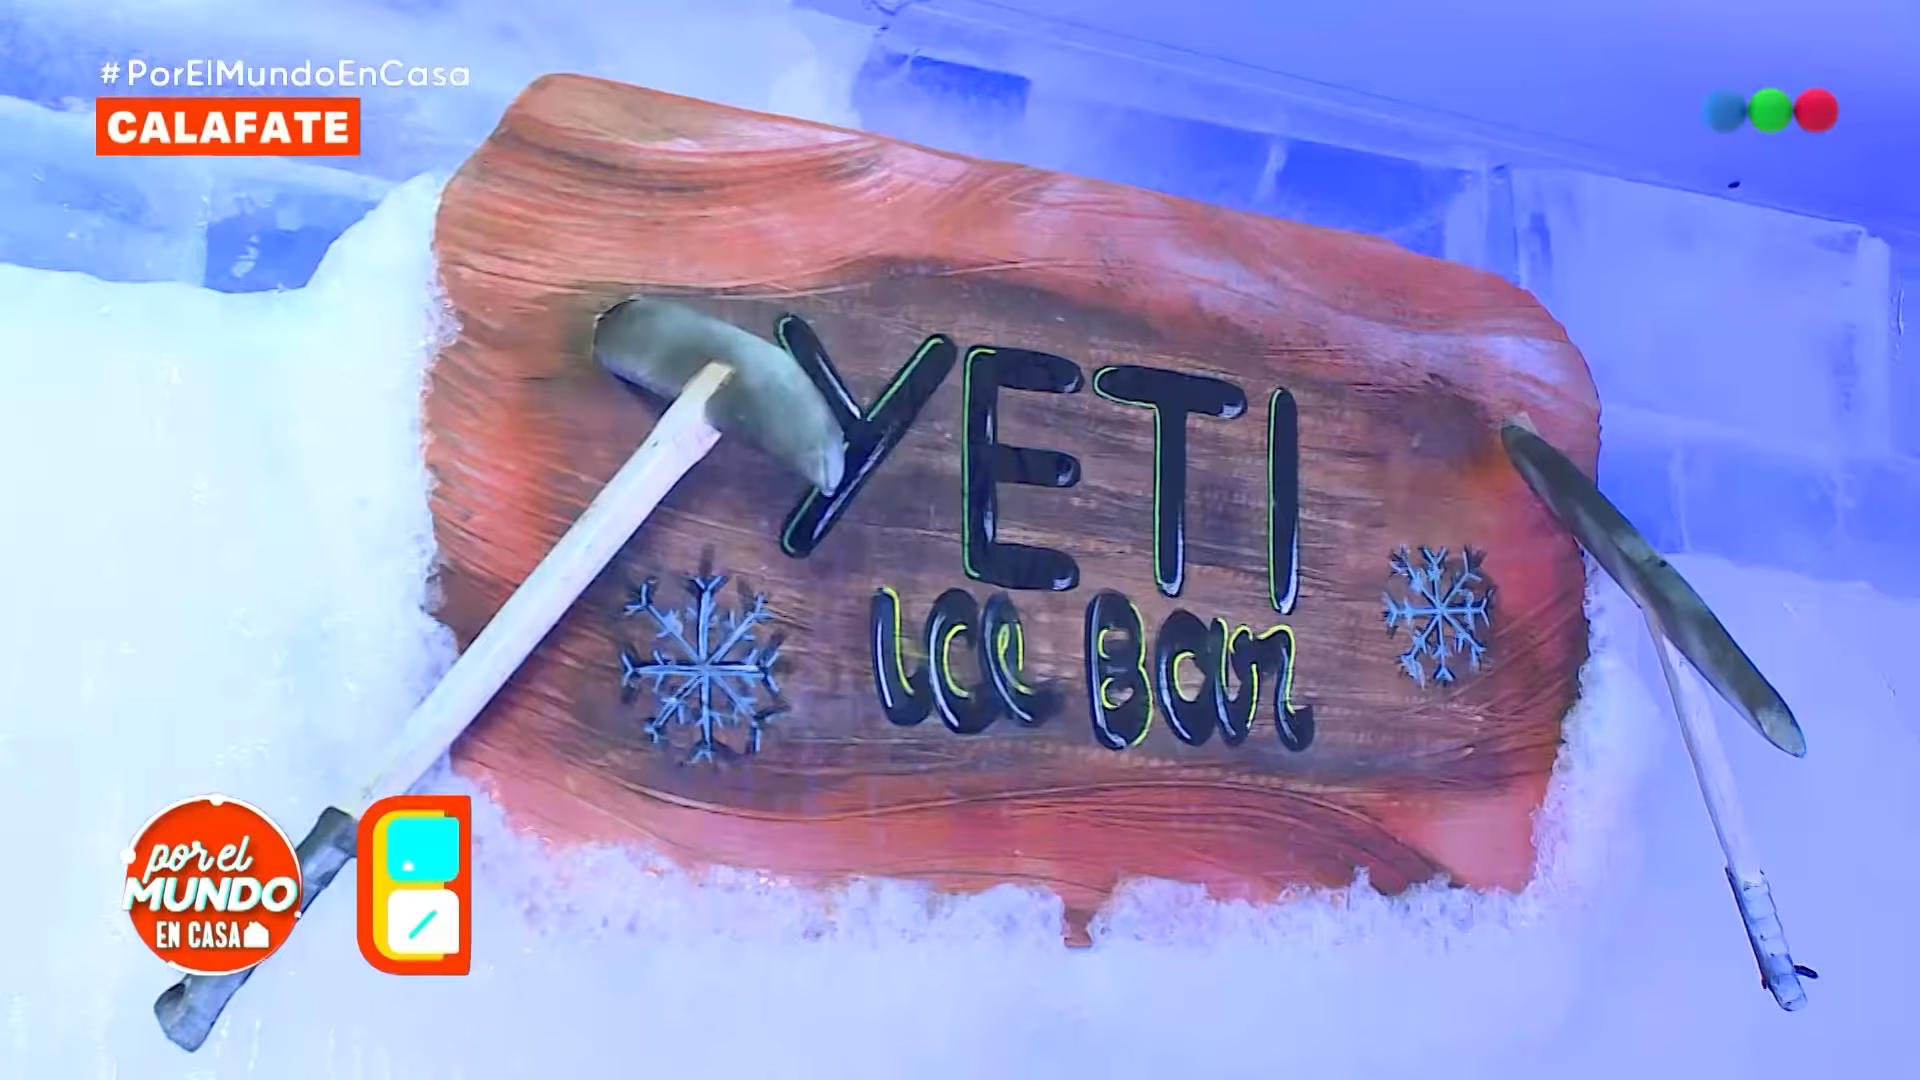 #PorElMundoEnCasa
CALAFATE
YETI
Ice Bar
por el
MUNDO
EN CASA